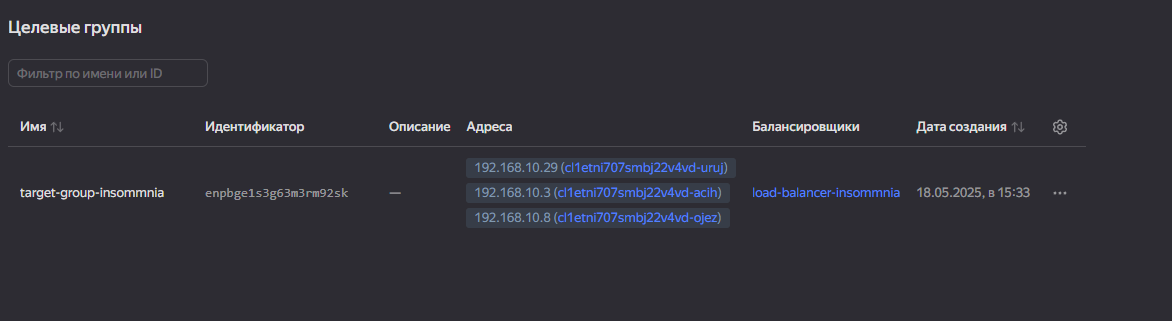 Целевые группы
Фильтр по имени или ID
Имя Идентификатор Описание Адреса Балансировщики Дата создания
192.168.10.29 (cl1etni707smbj22v4vd-uruj)
target-group-insommnia enpbge1s3g63m3rm92sk — 192.168.10.3 (cl1etni707smbj22v4vd-acih) load-balancer-insommnia 18.05.2025, в 15:33
192.168.10.8 (cl1etni707smbj22v4vd-ojez)